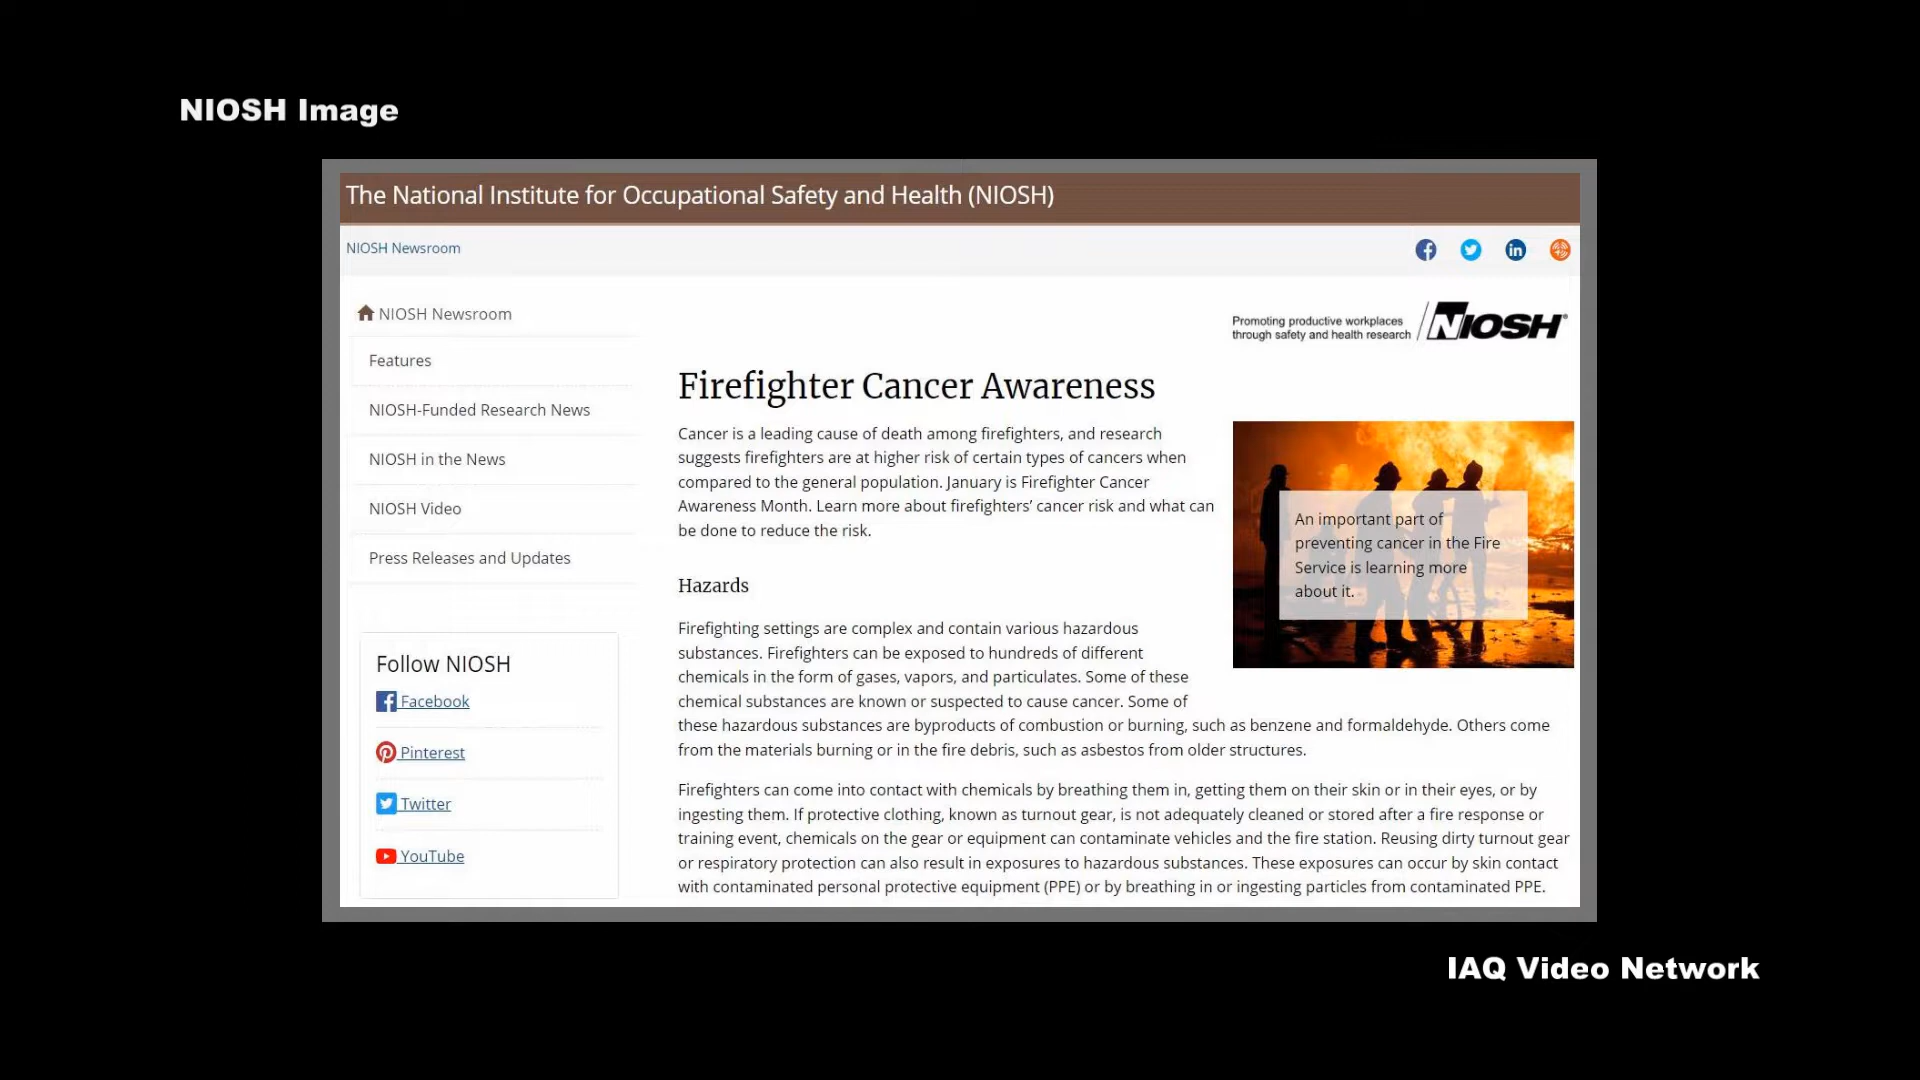 NIOSH Image
The National Institute for Occupational Safety and Health (NIOSH)
NIOSH Newsroom
NIOSH Newsroom
Features
NIOSH-Funded Research News
NIOSH in the News
NIOSH Video
Press Releases and Updates
Follow NIOSH
Facebook
Pinterest
Twitter
YouTube
Promoting productive workplaces
through safety and health research
NIOSH®
Firefighter Cancer Awareness
Cancer is a leading cause of death among firefighters, and research
suggests firefighters are at higher risk of certain types of cancers when
compared to the general population. January is Firefighter Cancer
Awareness Month. Learn more about firefighters’ cancer risk and what can
be done to reduce the risk.
An important part of
preventing cancer in the Fire
Service is learning more
about it.
Hazards
Firefighting settings are complex and contain various hazardous
substances. Firefighters can be exposed to hundreds of different
chemicals in the form of gases, vapors, and particulates. Some of these
chemical substances are known or suspected to cause cancer. Some of
these hazardous substances are byproducts of combustion or burning, such as benzene and formaldehyde. Others come
from the materials burning or in the fire debris, such as asbestos from older structures.
Firefighters can come into contact with chemicals by breathing them in, getting them on their skin or in their eyes, or by
ingesting them. If protective clothing, known as turnout gear, is not adequately cleaned or stored after a fire response or
training event, chemicals on the gear or equipment can contaminate vehicles and the fire station. Reusing dirty turnout gear
or respiratory protection can also result in exposures to hazardous substances. These exposures can occur by skin contact
with contaminated personal protective equipment (PPE) or by breathing in or ingesting particles from contaminated PPE.
IAQ Video Network